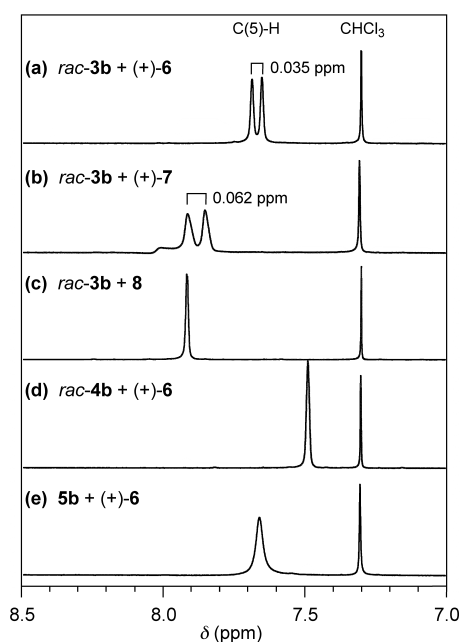 C(5)-H CHCl3
(a) rac-3b + (+)-6 0.035 ppm
(b) rac-3b + (+)-7
0.062 ppm
(c) rac-3b + 8
(d) rac-4b + (+)-6
(e) 5b + (+)-6
8.5 8.0 7.5 7.0
δ (ppm)